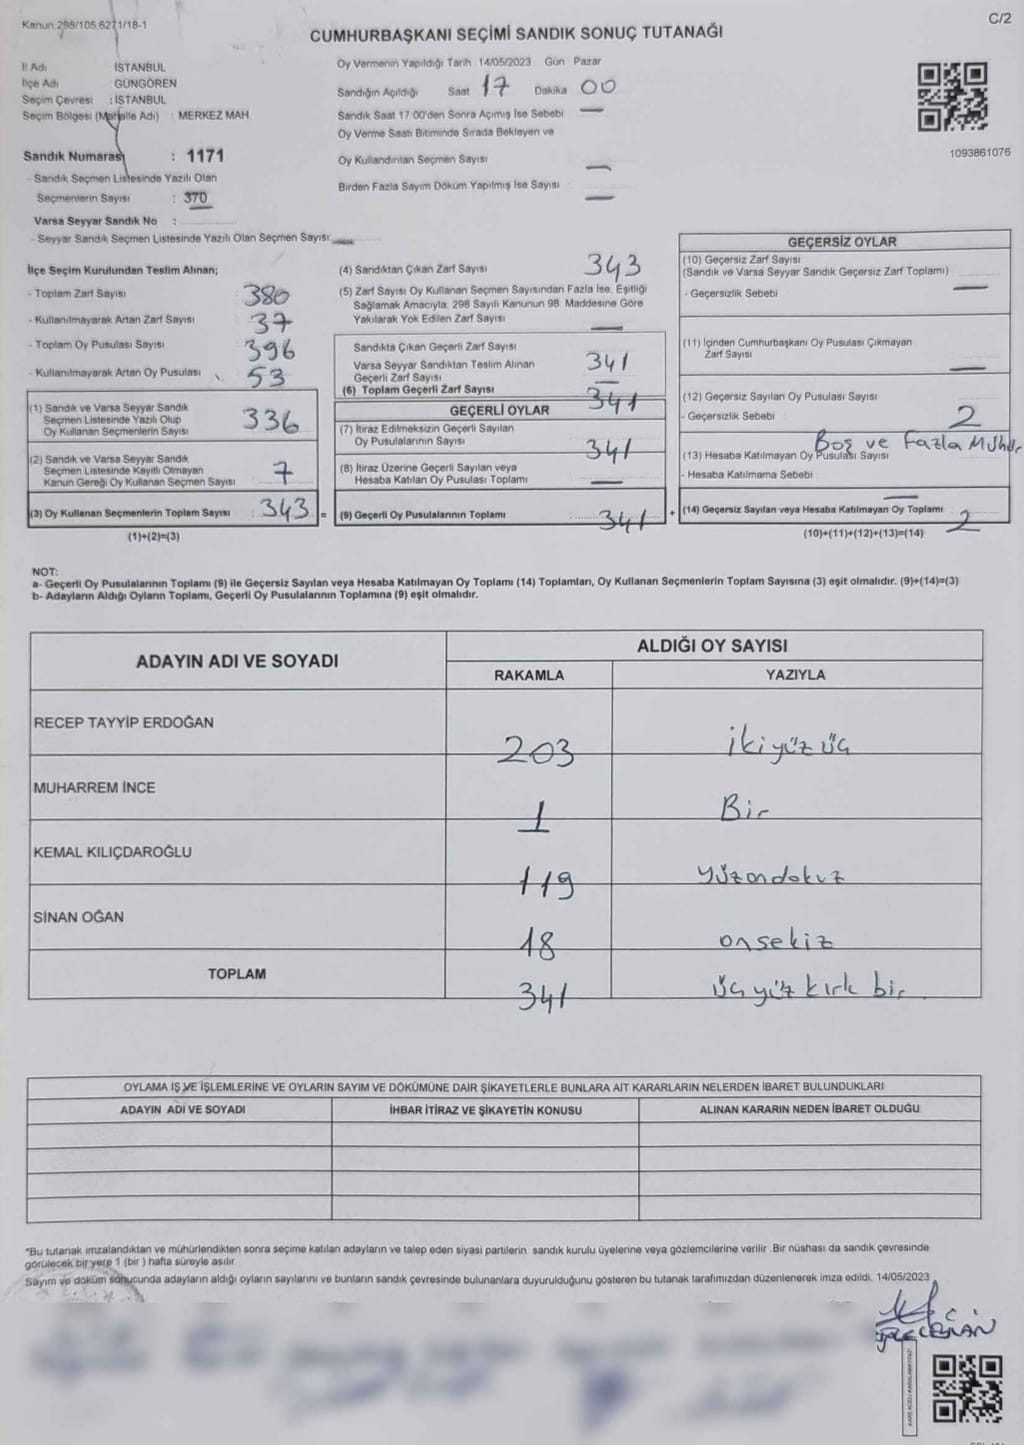 Kanun 298/105,6271/18-1
C/2
CUMHURBAŞKANI SEÇİMİ SANDIK SONUÇ TUTANAĞI
İl Adı İSTANBUL
İlçe Adı GÜNGÖREN
Seçim Çevresi : İSTANBUL
Seçim Bölgesi (Mahalle Adı) : MERKEZ MAH.
Sandık Numarası : 1171
- Sandık Seçmen Listesinde Yazılı Olan
Seçmenlerin Sayısı : 370
Varsa Seyyar Sandık No :
- Seyyar Sandık Seçmen Listesinde Yazılı Olan Seçmen Sayısı:
Oy Vermenin Yapıldığı Tarih : 14/05/2023 Gün : Pazar
Sandığın Açıldığı Saat 17 Dakika 00
Sandık Saat 17:00'den Sonra Açımış İse Sebebi
Oy Verme Saati Bitiminde Sırada Bekleyen ve
Oy Kullandırılan Seçmen Sayısı
Birden Fazla Sayım Döküm Yapılmış İse Sayısı
1093861076
İlçe Seçim Kurulundan Teslim Alınan;
- Toplam Zarf Sayısı 380
- Kullanılmayarak Artan Zarf Sayısı 37
- Toplam Oy Pusulası Sayısı 396
- Kullanılmayarak Artan Oy Pusulası 53
(1) Sandık ve Varsa Seyyar Sandık
Seçmen Listesinde Yazılı Olup
Oy Kullanan Seçmenlerin Sayısı 336
(2) Sandık ve Varsa Seyyar Sandık
Seçmen Listesinde Kayıtlı Olmayan
Kanun Gereği Oy Kullanan Seçmen Sayısı : 7
(3) Oy Kullanan Seçmenlerin Toplam Sayısı : 343 =
(1)+(2)=(3)
(4) Sandıktan Çıkan Zarf Sayısı 343
(5) Zarf Sayısı Oy Kullanan Seçmen Sayısından Fazla İse, Eşitliği
Sağlamak Amacıyla, 298 Sayılı Kanunun 98. Maddesine Göre
Yakılarak Yok Edilen Zarf Sayısı
Sandıkta Çıkan Geçerli Zarf Sayısı 341
Varsa Seyyar Sandıktan Teslim Alınan
Geçerli Zarf Sayısı
(6) Toplam Geçerli Zarf Sayısı 341
GEÇERLİ OYLAR
(7) İtiraz Edilmeksizin Geçerli Sayılan
Oy Pusulalarının Sayısı 341
(8) İtiraz Üzerine Geçerli Sayılan veya
Hesaba Katılan Oy Pusulası Toplamı
(9) Geçerli Oy Pusulalarının Toplamı : 341 +
GEÇERSİZ OYLAR
(10) Geçersiz Zarf Sayısı
(Sandık ve Varsa Seyyar Sandık Geçersiz Zarf Toplamı)
- Geçersizlik Sebebi
(11) İçinden Cumhurbaşkanı Oy Pusulası Çıkmayan
Zarf Sayısı
(12) Geçersiz Sayılan Oy Pusulası Sayısı
- Geçersizlik Sebebi : 2
Boş ve Fazla Mühür
(13) Hesaba Katılmayan Oy Pusulası Sayısı
- Hesaba Katılmama Sebebi
(14) Geçersiz Sayılan veya Hesaba Katılmayan Oy Toplamı 2
(10)+(11)+(12)+(13)=(14)
NOT:
a- Geçerli Oy Pusulalarının Toplamı (9) ile Geçersiz Sayılan veya Hesaba Katılmayan Oy Toplamı (14) Toplamları, Oy Kullanan Seçmenlerin Toplam Sayısına (3) eşit olmalıdır. (9)+(14)=(3)
b- Adayların Aldığı Oyların Toplamı, Geçerli Oy Pusulalarının Toplamına (9) eşit olmalıdır.
ADAYIN ADI VE SOYADI ALDIĞI OY SAYISI
RAKAMLA YAZIYLA
RECEP TAYYİP ERDOĞAN 203 ikiyüz üç
MUHARREM İNCE 1 Bir
KEMAL KILIÇDAROĞLU 119 yüzondokuz
SİNAN OĞAN 18 onsekiz
TOPLAM 341 üçyüz kırk bir
OYLAMA İŞ VE İŞLEMLERİNE VE OYLARIN SAYIM VE DÖKÜMÜNE DAİR ŞİKAYETLERLE BUNLARA AİT KARARLARIN NELERDEN İBARET BULUNDUKLARI
ADAYIN ADI VE SOYADI İHBAR İTİRAZ VE ŞİKAYETİN KONUSU ALINAN KARARIN NEDEN İBARET OLDUĞU
*Bu tutanak imzalandıktan ve mühürlendikten sonra seçime katılan adayların ve talep eden siyasi partilerin sandık kurulu üyelerine veya gözlemcilerine verilir. Bir nüshası da sandık çevresinde
görülecek bir yere 1 (bir) hafta süreyle asılır.
Sayım ve döküm sonucunda adayların aldığı oyların sayılarını ve bunların sandık çevresinde bulunanlara duyurulduğunu gösteren bu tutanak tarafımızdan düzenlenerek imza edildi. 14/05/2023
KARE KODU KARALAMAYINIZ!